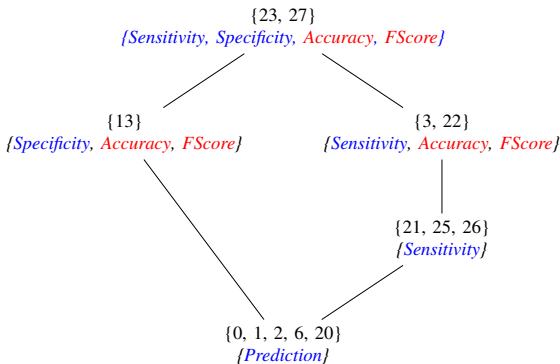 {23, 27}
{Sensitivity, Specificity, Accuracy, FScore}
{13}
{Specificity, Accuracy, FScore}
{3, 22}
{Sensitivity, Accuracy, FScore}
{21, 25, 26}
{Sensitivity}
{0, 1, 2, 6, 20}
{Prediction}